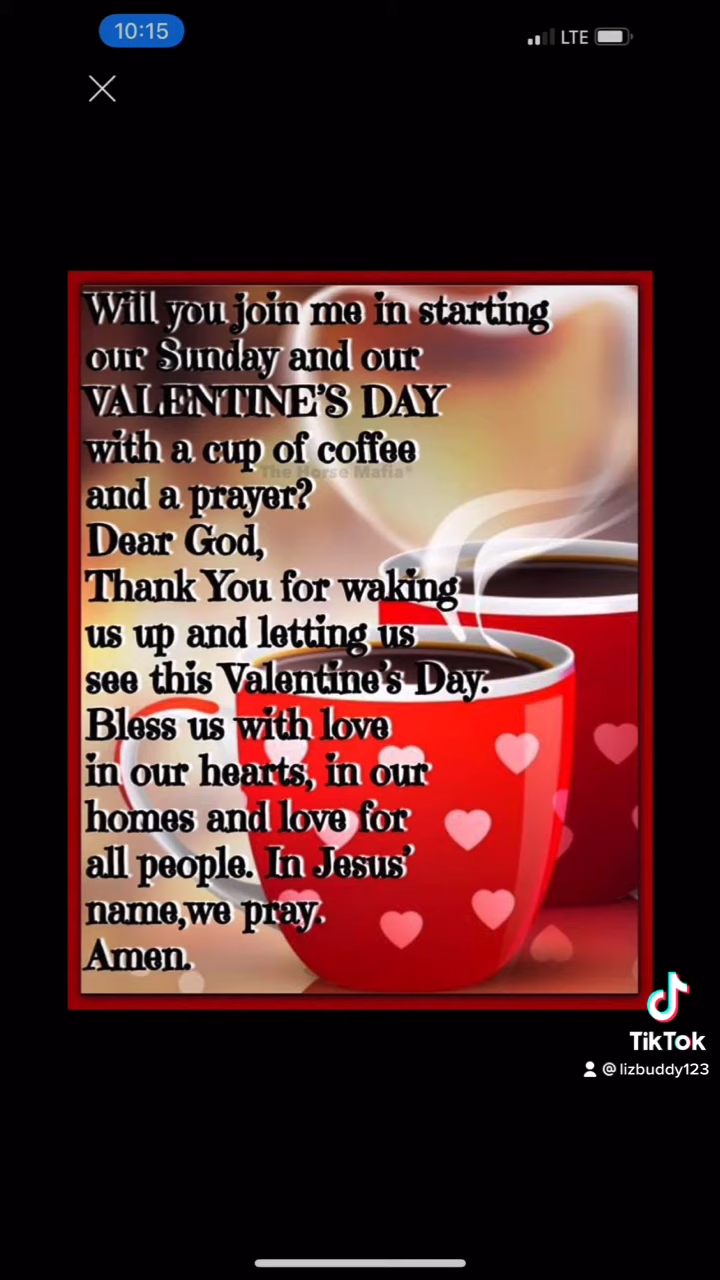 10:15
LTE
Will you join me in starting
our Sunday and our
VALENTINE'S DAY
with a cup of coffee
The Horse Mafia®
and a prayer?
Dear God,
Thank You for waking
us up and letting us
see this Valentine's Day.
Bless us with love
in our hearts, in our
homes and love for
all people. In Jesus'
name,we pray.
Amen.
TikTok
@lizbuddy123